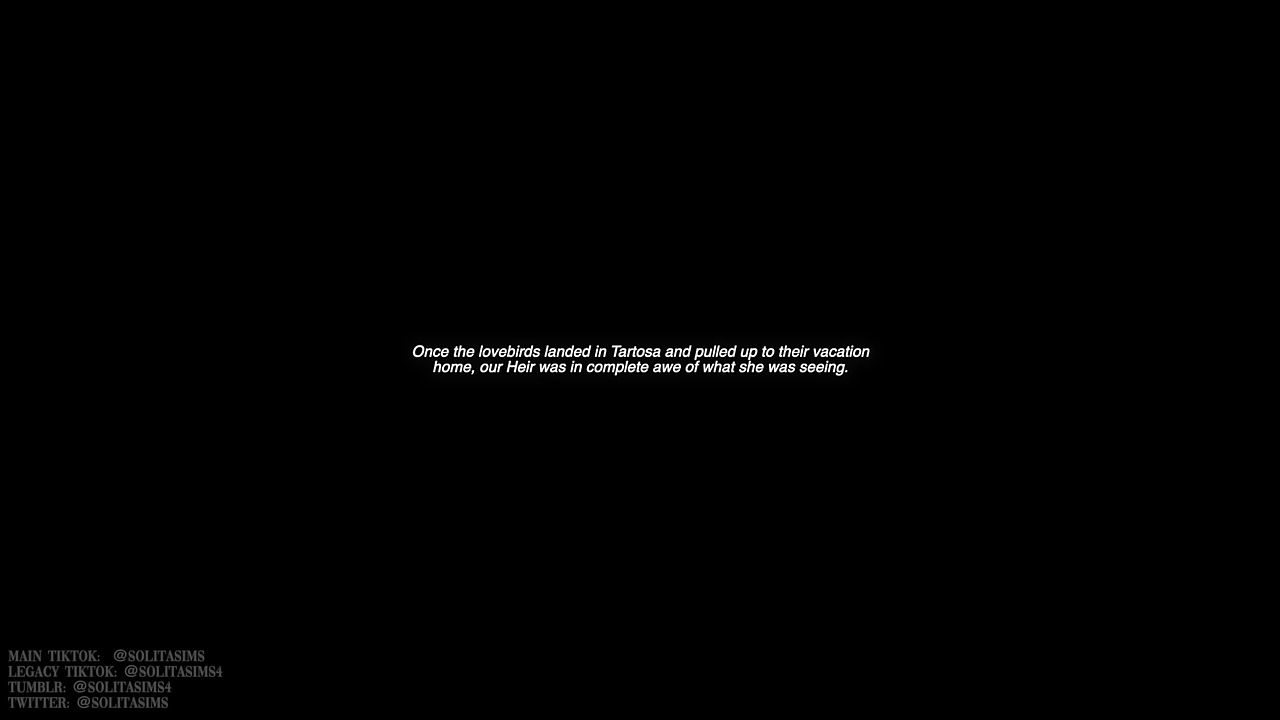 Once the lovebirds landed in Tartosa and pulled up to their vacation
home, our Heir was in complete awe of what she was seeing.
MAIN TIKTOK: @SOLITASIMS
LEGACY TIKTOK: @SOLITASIMS4
TUMBLR: @SOLITASIMS4
TWITTER: @SOLITASIMS